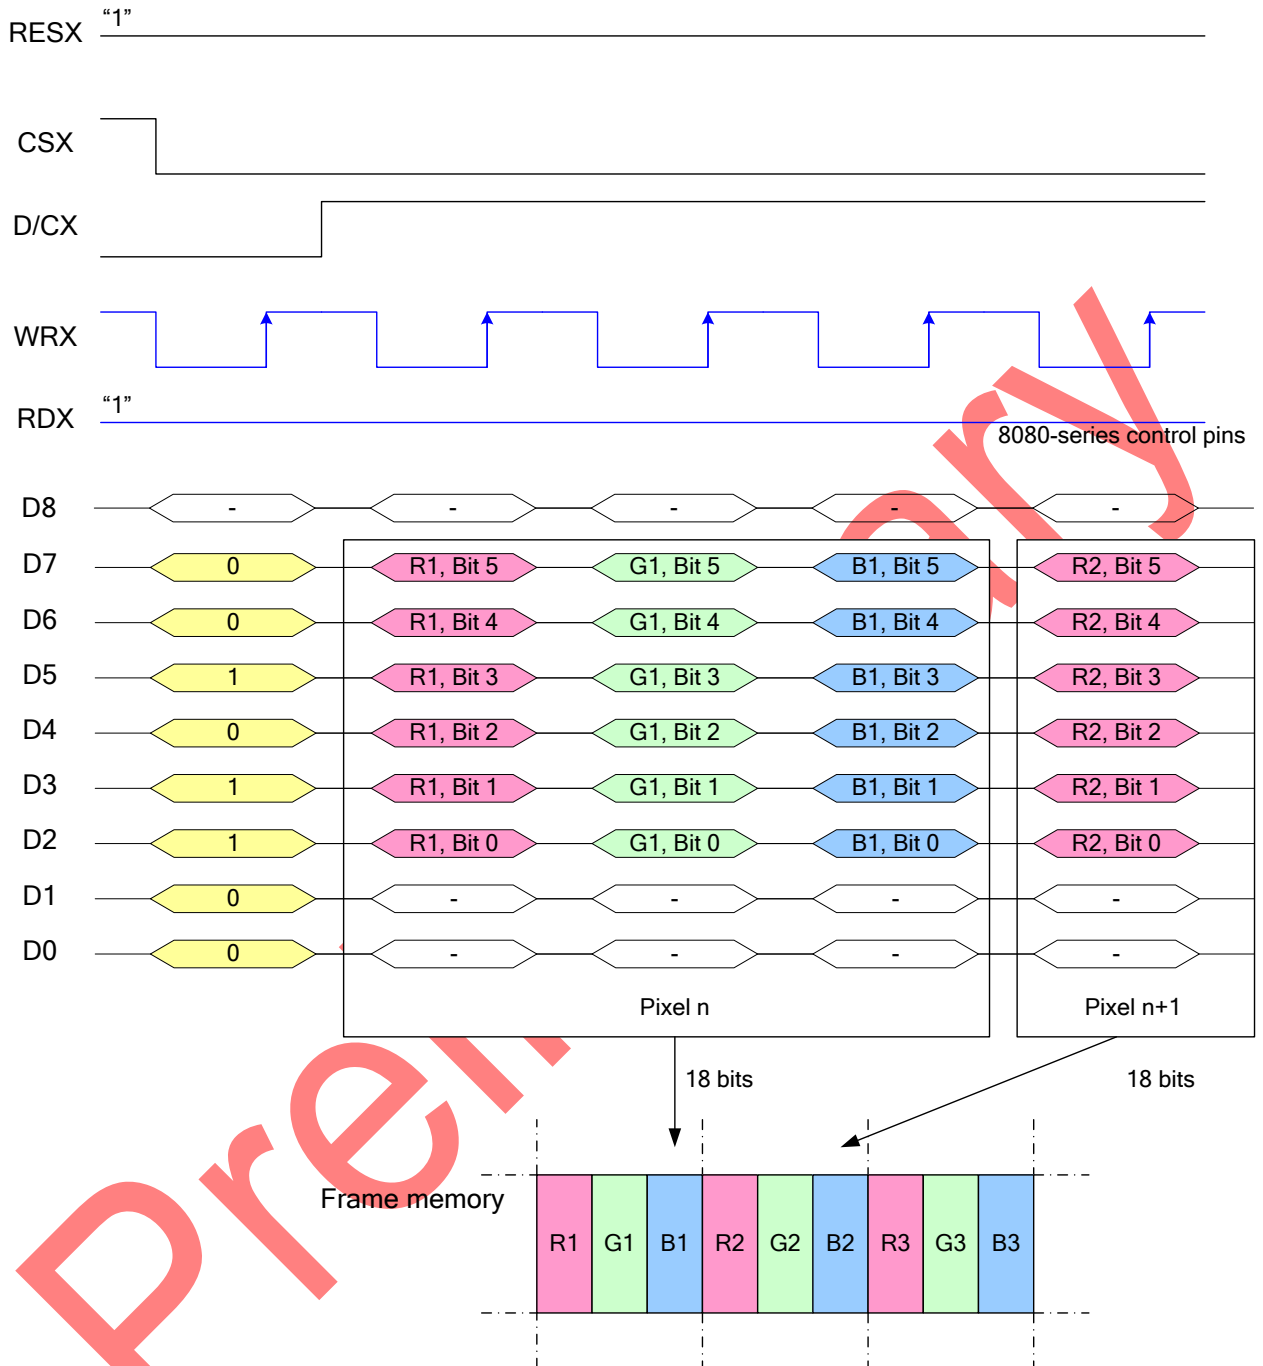 RESX "1"
CSX
D/CX
WRX
RDX "1"
8080-series control pins
D8 - - - - -
D7 0 R1, Bit 5 G1, Bit 5 B1, Bit 5 R2, Bit 5
D6 0 R1, Bit 4 G1, Bit 4 B1, Bit 4 R2, Bit 4
D5 1 R1, Bit 3 G1, Bit 3 B1, Bit 3 R2, Bit 3
D4 0 R1, Bit 2 G1, Bit 2 B1, Bit 2 R2, Bit 2
D3 1 R1, Bit 1 G1, Bit 1 B1, Bit 1 R2, Bit 1
D2 1 R1, Bit 0 G1, Bit 0 B1, Bit 0 R2, Bit 0
D1 0 - - - -
D0 0 - - - -
Pixel n Pixel n+1
18 bits 18 bits
Frame memory
R1 G1 B1 R2 G2 B2 R3 G3 B3